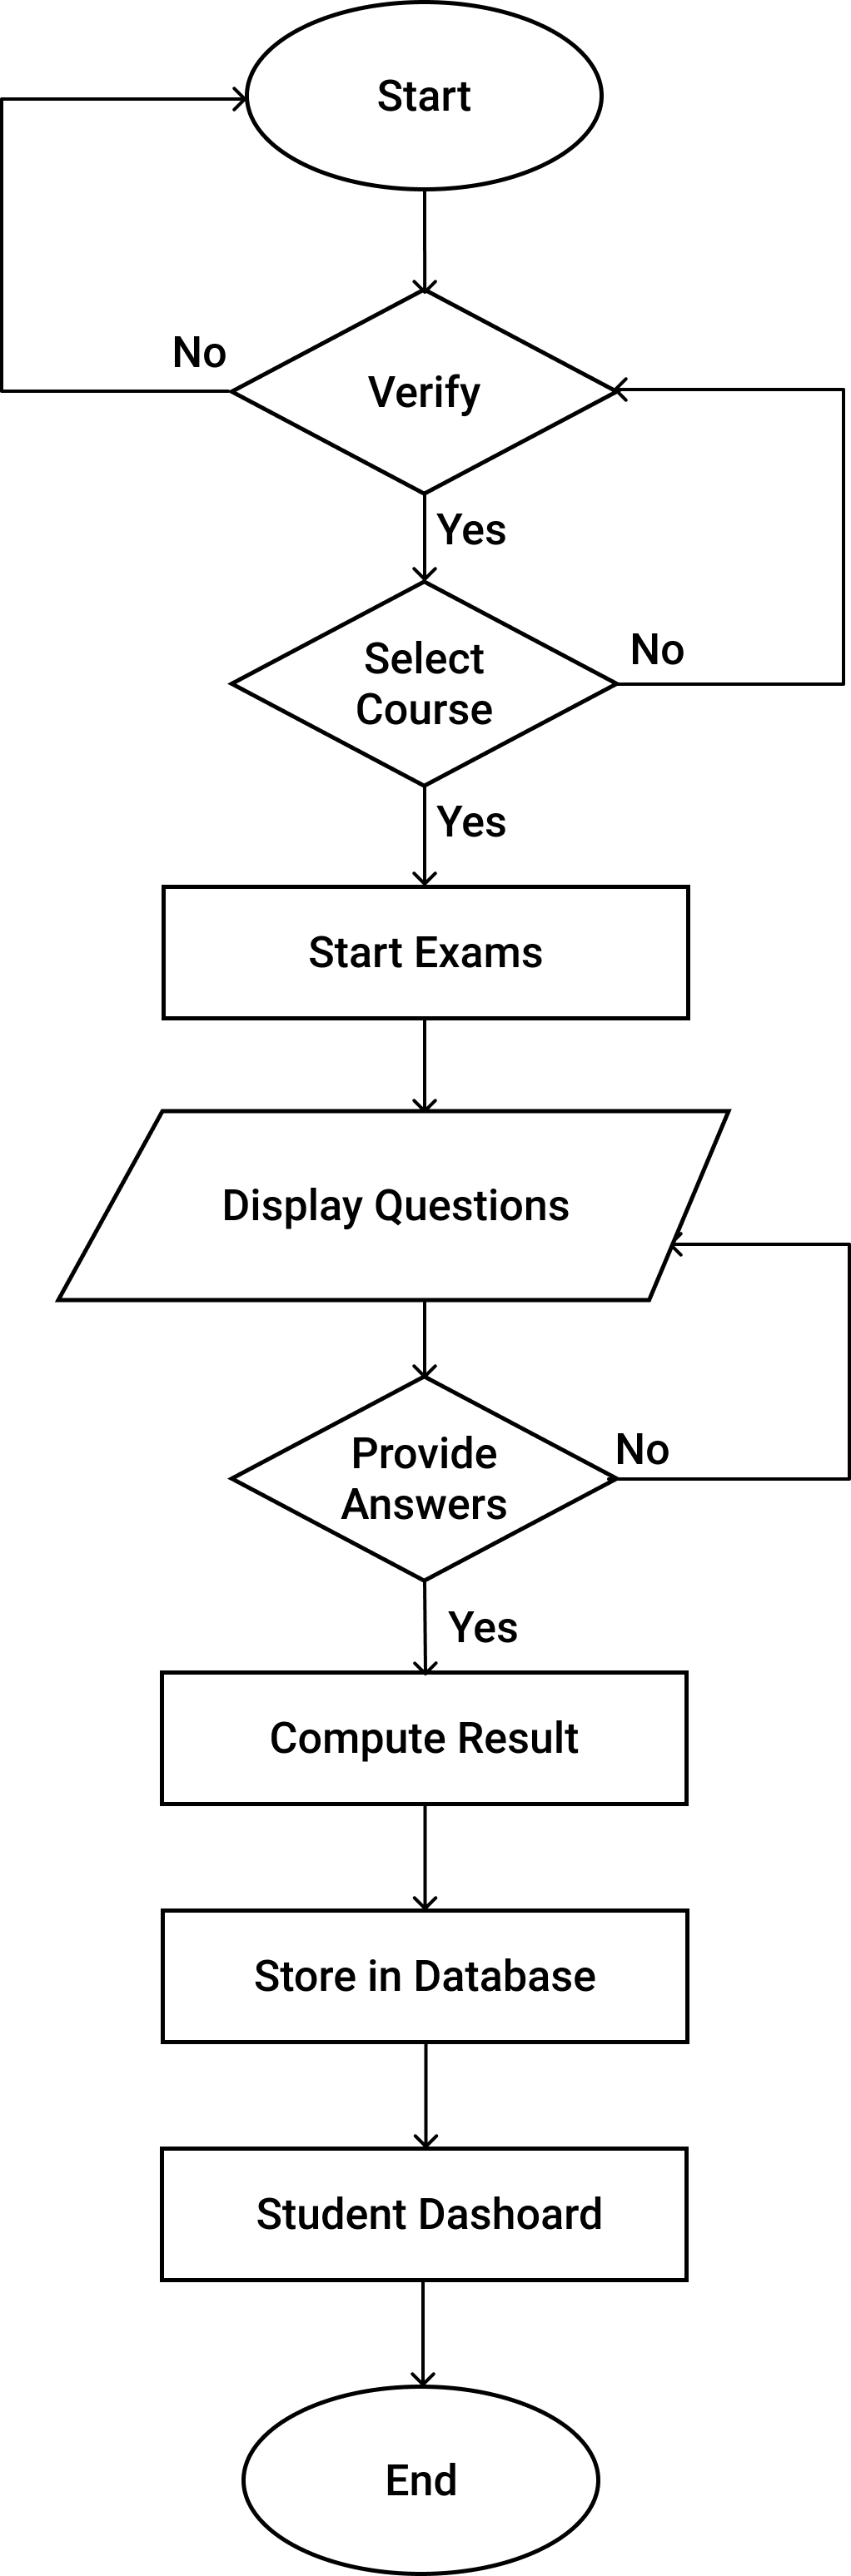 Start
No
Verify
Yes
Select
Course
No
Yes
Start Exams
Display Questions
Provide
Answers
No
Yes
Compute Result
Store in Database
Student Dashoard
End